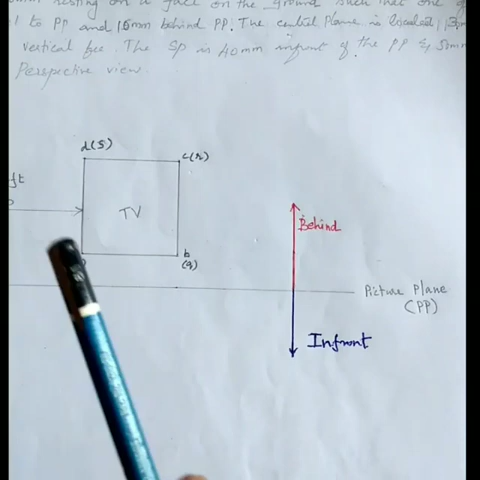 resting on a face on the ground such that one
to PP and 15mm behind PP. The central plane is located
vertical face. The SP is 40mm infront of the PP & 50mm
Perspective view.
d(s)
c(r)
TV
Behind
b
(q)
Picture Plane
(PP)
Infront